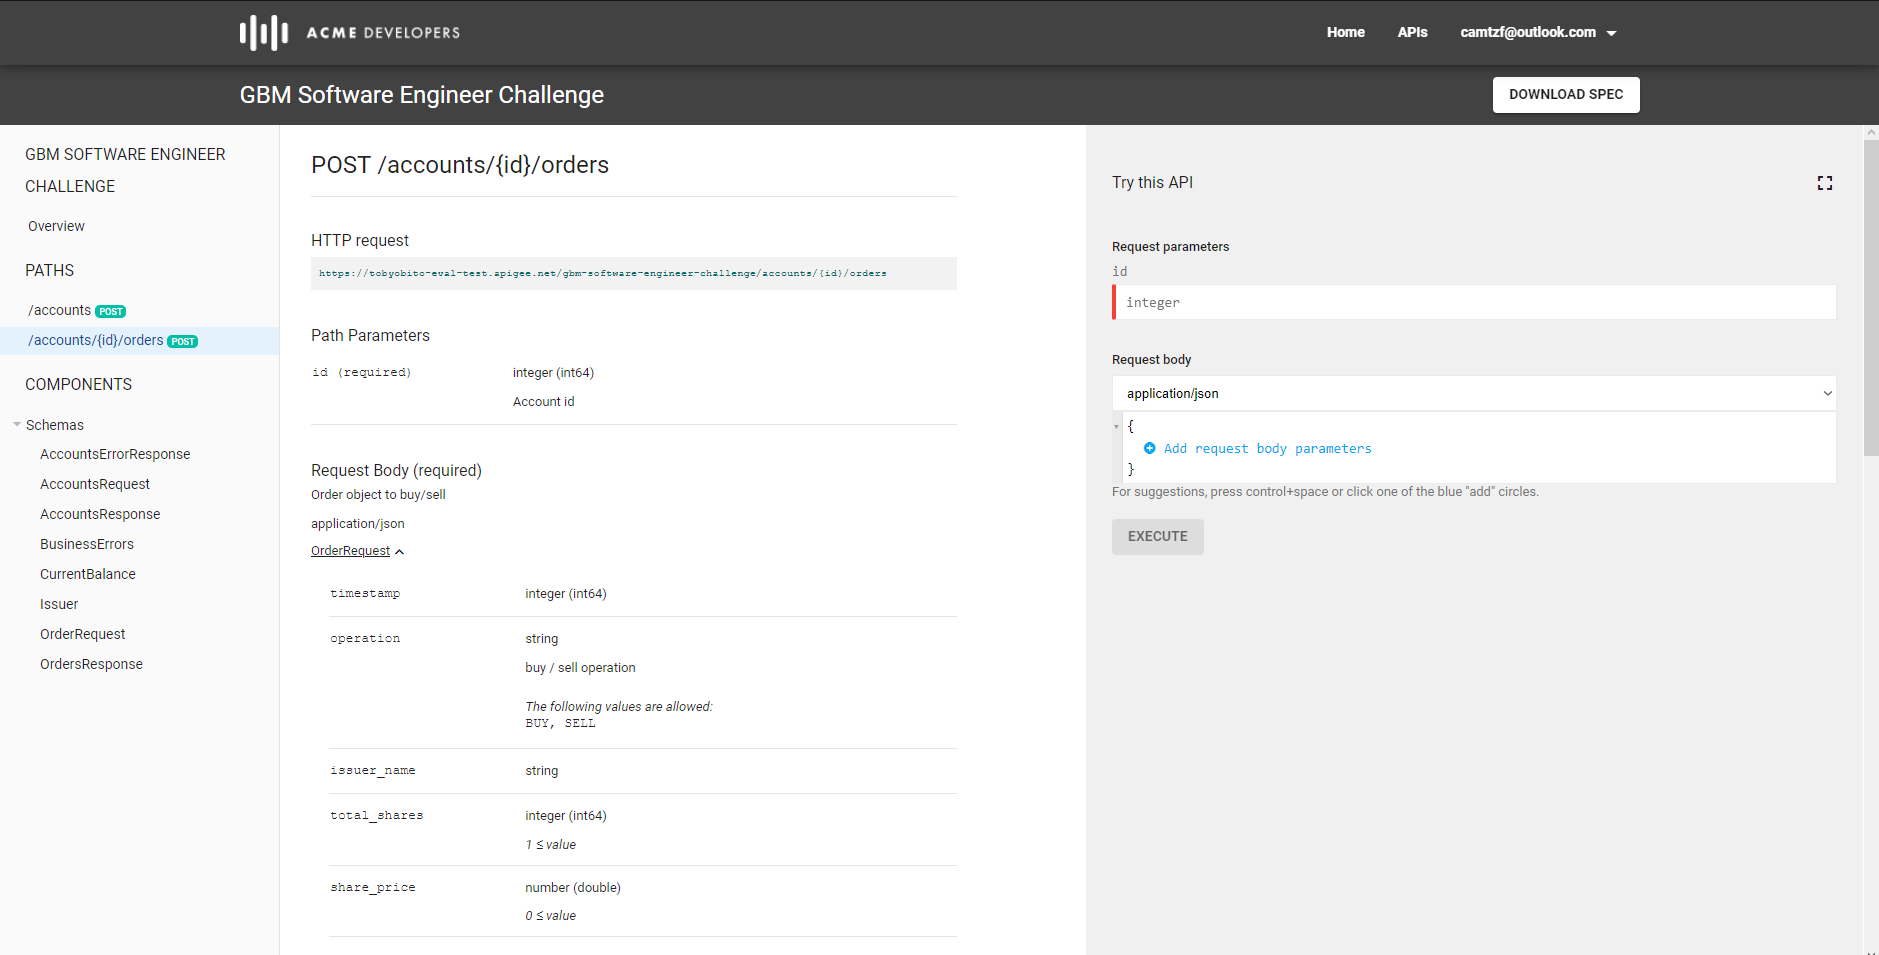 ACME DEVELOPERS
Home APIs camtzf@outlook.com
GBM Software Engineer Challenge
DOWNLOAD SPEC
GBM SOFTWARE ENGINEER
CHALLENGE
Overview
PATHS
/accounts POST
/accounts/{id}/orders POST
COMPONENTS
Schemas
AccountsErrorResponse
AccountsRequest
AccountsResponse
BusinessErrors
CurrentBalance
Issuer
OrderRequest
OrdersResponse
POST /accounts/{id}/orders
HTTP request
https://tobyobito-eval-test.apigee.net/gbm-software-engineer-challenge/accounts/{id}/orders
Path Parameters
id (required) integer (int64)
Account id
Request Body (required)
Order object to buy/sell
application/json
OrderRequest
timestamp integer (int64)
operation string
buy / sell operation
The following values are allowed:
BUY, SELL
issuer_name string
total_shares integer (int64)
1 ≤ value
share_price number (double)
0 ≤ value
Try this API
Request parameters
id
integer
Request body
application/json
{
Add request body parameters
}
For suggestions, press control+space or click one of the blue "add" circles.
EXECUTE